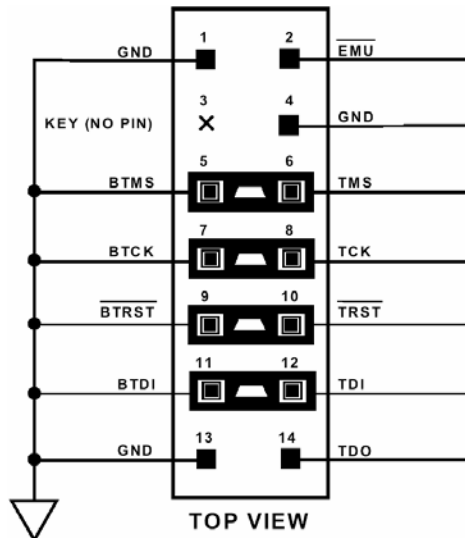 1 2
GND EMU
3 4
KEY (NO PIN) GND
5 6
BTMS TMS
7 8
BTCK TCK
9 10
BTRST TRST
11 12
BTDI TDI
13 14
GND TDO
TOP VIEW